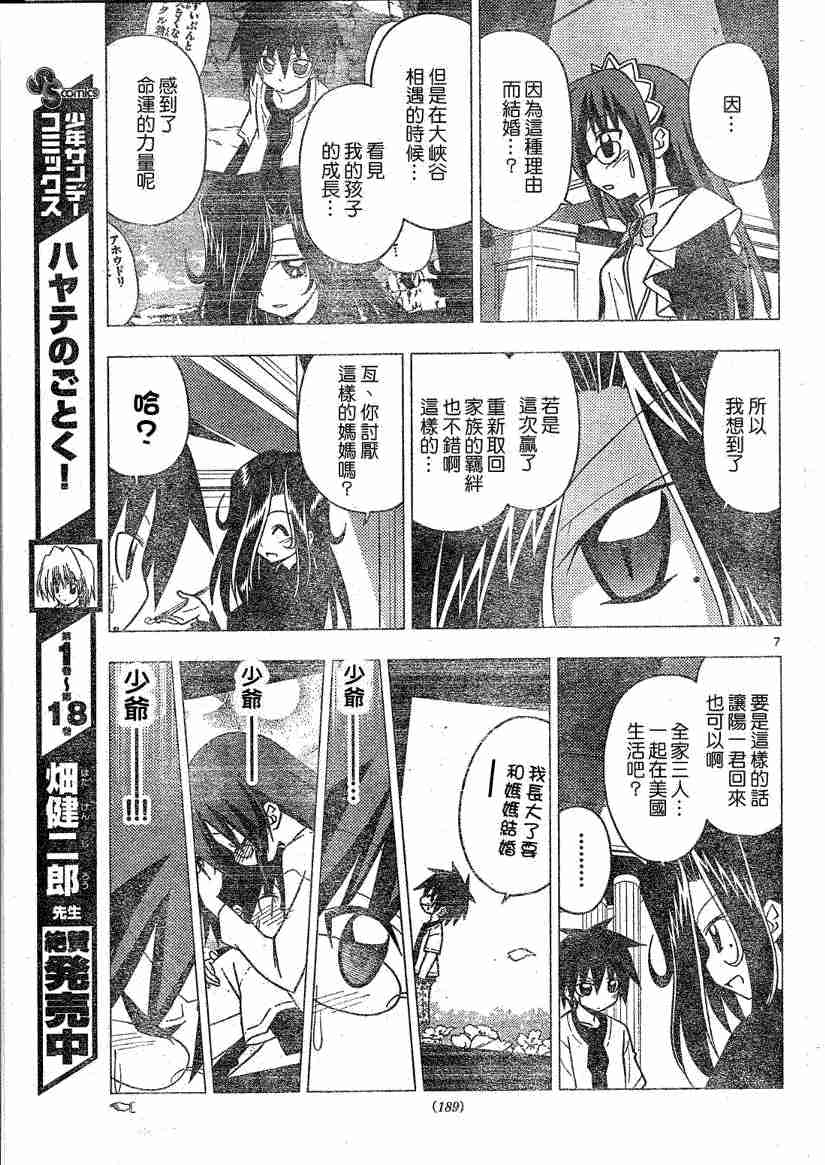 因…
因為這種理由
而結婚…？
但是在大峽谷
相遇的時候…
看見
我的孩子
的成長…
感到了
命運的力量呢
アホウドリ
所以
我想到了
若是
這次贏了
重新取回
家族的羈絆
也不錯啊
這樣的…
亙、你討厭
這樣的媽媽嗎？
哈？
7
要是這樣的話
讓陽一君回來
也可以啊
全家三人…
一起在美國
生活吧？
………
我長大了要
和媽媽結婚
—
少爺……
少爺……
少爺……!!!
(189)
comics
少年サンデー
コミックス
ハヤテのごとく！
第1巻〜第18巻
畑健二郎先生
はたけんじろう
絶賛
発売中